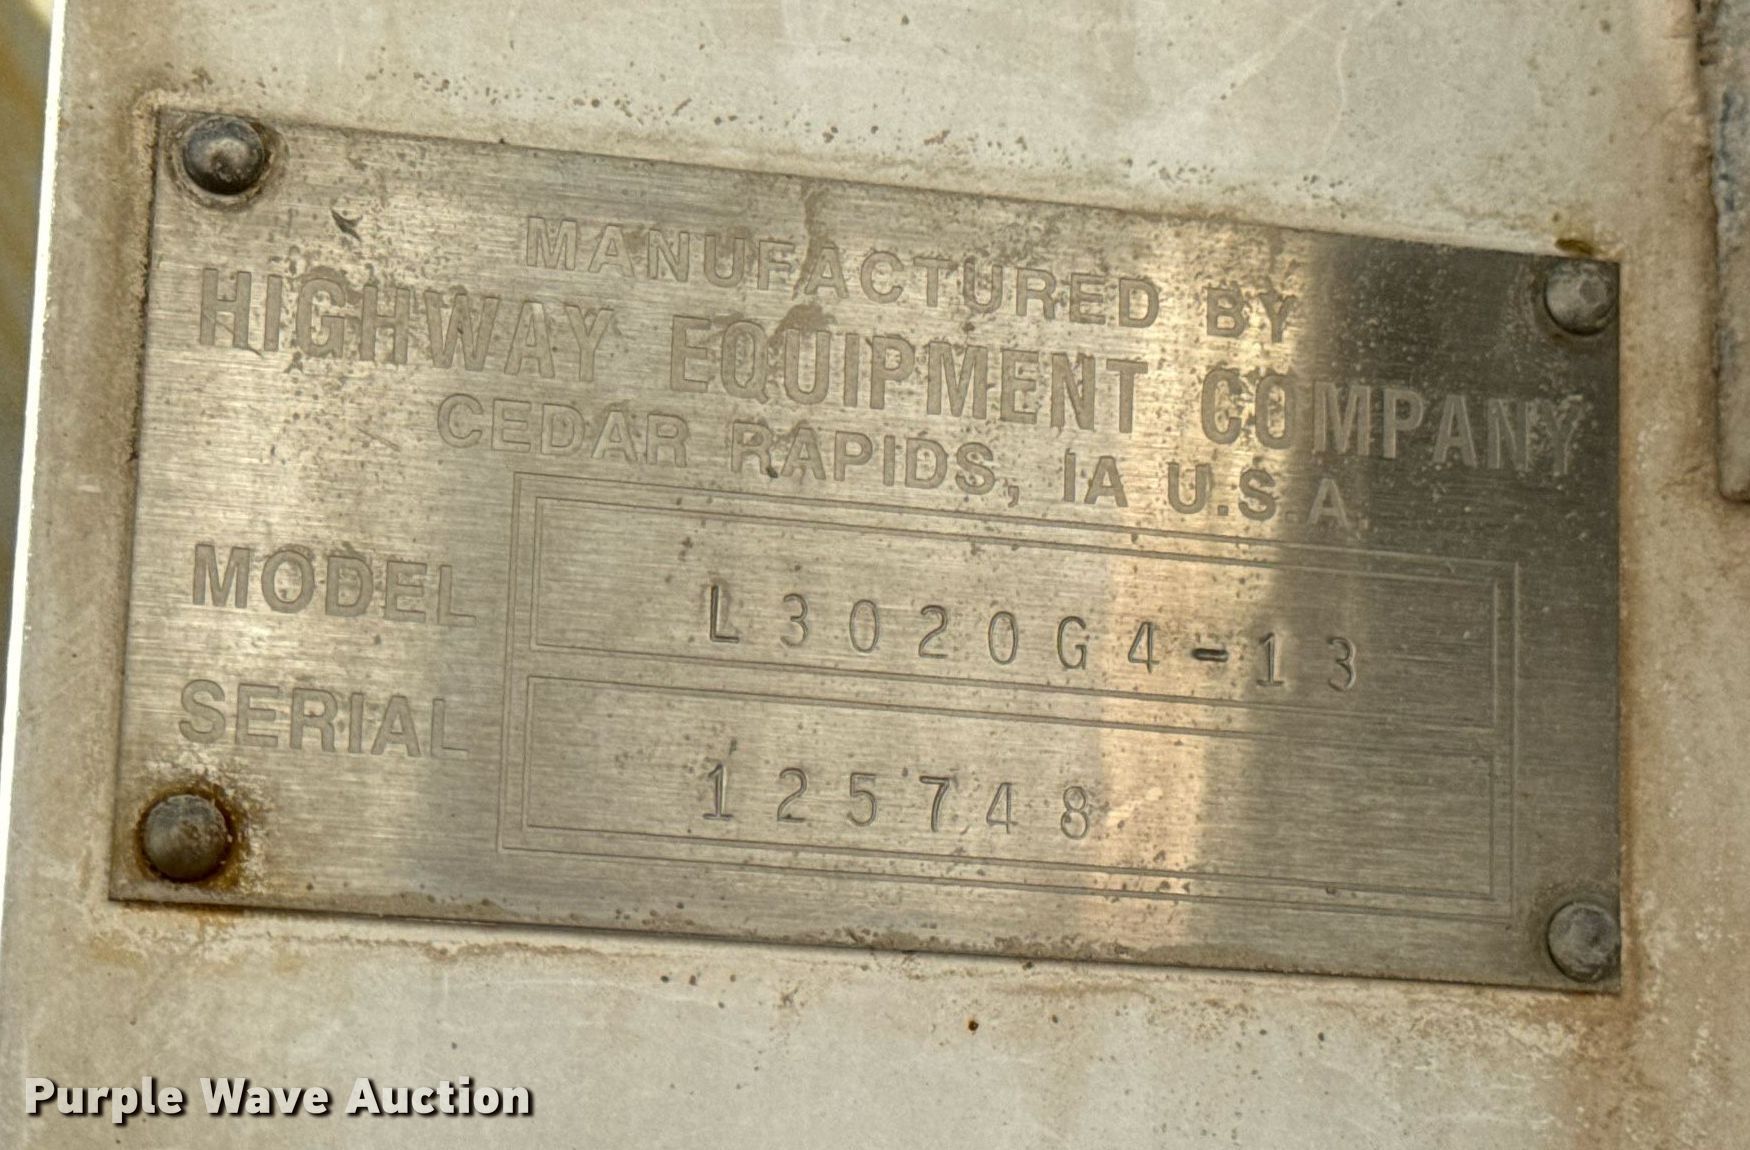 MANUFACTURED BY
HIGHWAY EQUIPMENT COMPANY
CEDAR RAPIDS, IA U.S.A.
MODEL L3020G4-13
SERIAL 125748
Purple Wave Auction